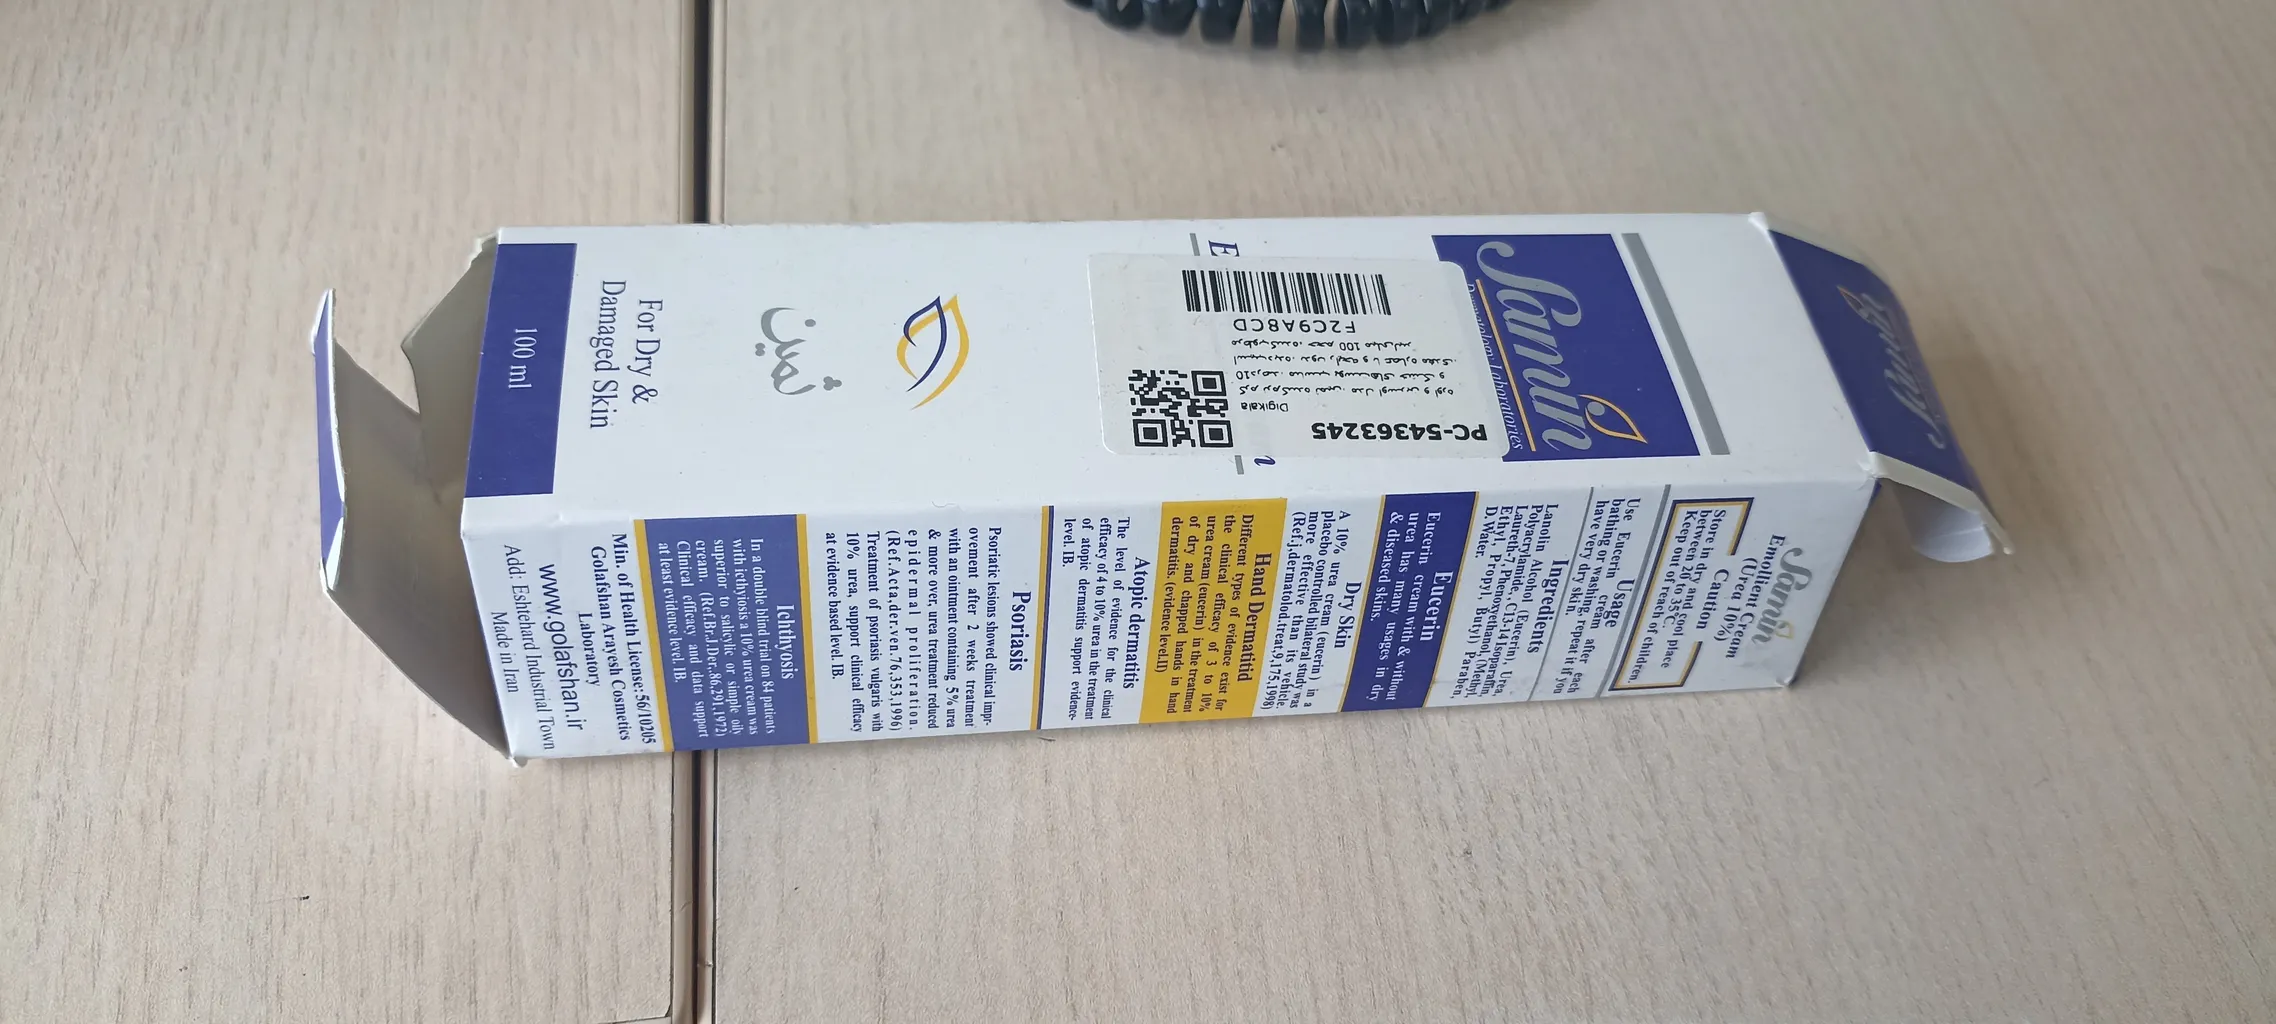 Samin
Dermatology Laboratories
PC-54363245
Digikala
F2C9A8CD
ثمین
For Dry &
Damaged Skin
100 ml
Samin
Samin
Emollient Cream
(Urea 10%)
Caution
Store in dry and cool place
between 20 to 35°C.
Keep out of reach of children.
Usage
Use Eucerin cream after each
bathing or washing, repeat it if you
have very dry skin.
Ingredients
Lanolin Alcohol (Eucerin), Urea,
Polyacrylamide, C13-14 Isoparaffin
Laureth-7, Phenoxyethanol (Methyl,
Ethyl, Propyl, Butyl) Paraben,
D.Water.
Eucerin
Eucerin cream with & without
urea has many usages in dry
& diseased skins.
Dry Skin
A 10% urea cream (eucerin) in a
placebo controlled bilateral study was
more effective than its vehicle.
(Ref:j,dermatolod.treat,9,175,1998)
Hand Dermatitid
Different types of evidence exist for
the clinical efficacy of 3 to 10%
urea cream (eucerin) in the treatment
of dry and chapped hands in hand
dermatitis. (evidence level.II)
Atopic dermatitis
The level of evidence for the clinical
efficacy of 4 to 10% urea in the treatment
of atopic dermatitis support evidence-
level. IB.
Psoriasis
Psoriatic lesions showed clinical impr-
ovement after 2 weeks treatment
with an ointment containing 5% urea
& more over, urea treatment reduced
epidermal proliferation.
(Ref.Acta,der.ven.76,353,1996)
Treatment of psoriasis vulgaris with
10% urea, support clinical efficacy
at evidence based level. IB.
Ichthyosis
In a double blind trial on 84 patients
with icthyiosis a 10% urea cream was
superior to salicylic or simple oily
cream. (Ref.Br.J.Der.,86,291,1972)
Clinical efficacy and data support
at least evidence level. IB.
Min. of Health License:56/10205
Golafshan Arayesh Cosmetics
Laboratory
www.golafshan.ir
Add: Eshtehard Industrial Town
Made in Iran